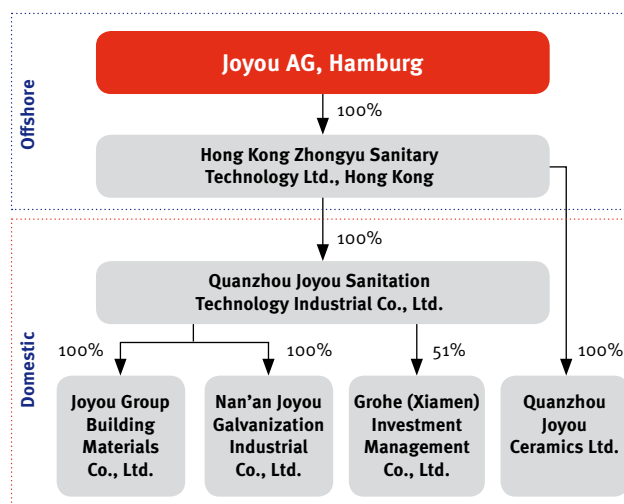 Offshore
Joyou AG, Hamburg
100%
Hong Kong Zhongyu Sanitary
Technology Ltd., Hong Kong
Domestic
100%
Quanzhou Joyou Sanitation
Technology Industrial Co., Ltd.
100%
100%
51%
100%
Joyou Group
Building
Materials
Co., Ltd.
Nan’an Joyou
Galvanization
Industrial
Co., Ltd.
Grohe (Xiamen)
Investment
Management
Co., Ltd.
Quanzhou
Joyou
Ceramics Ltd.